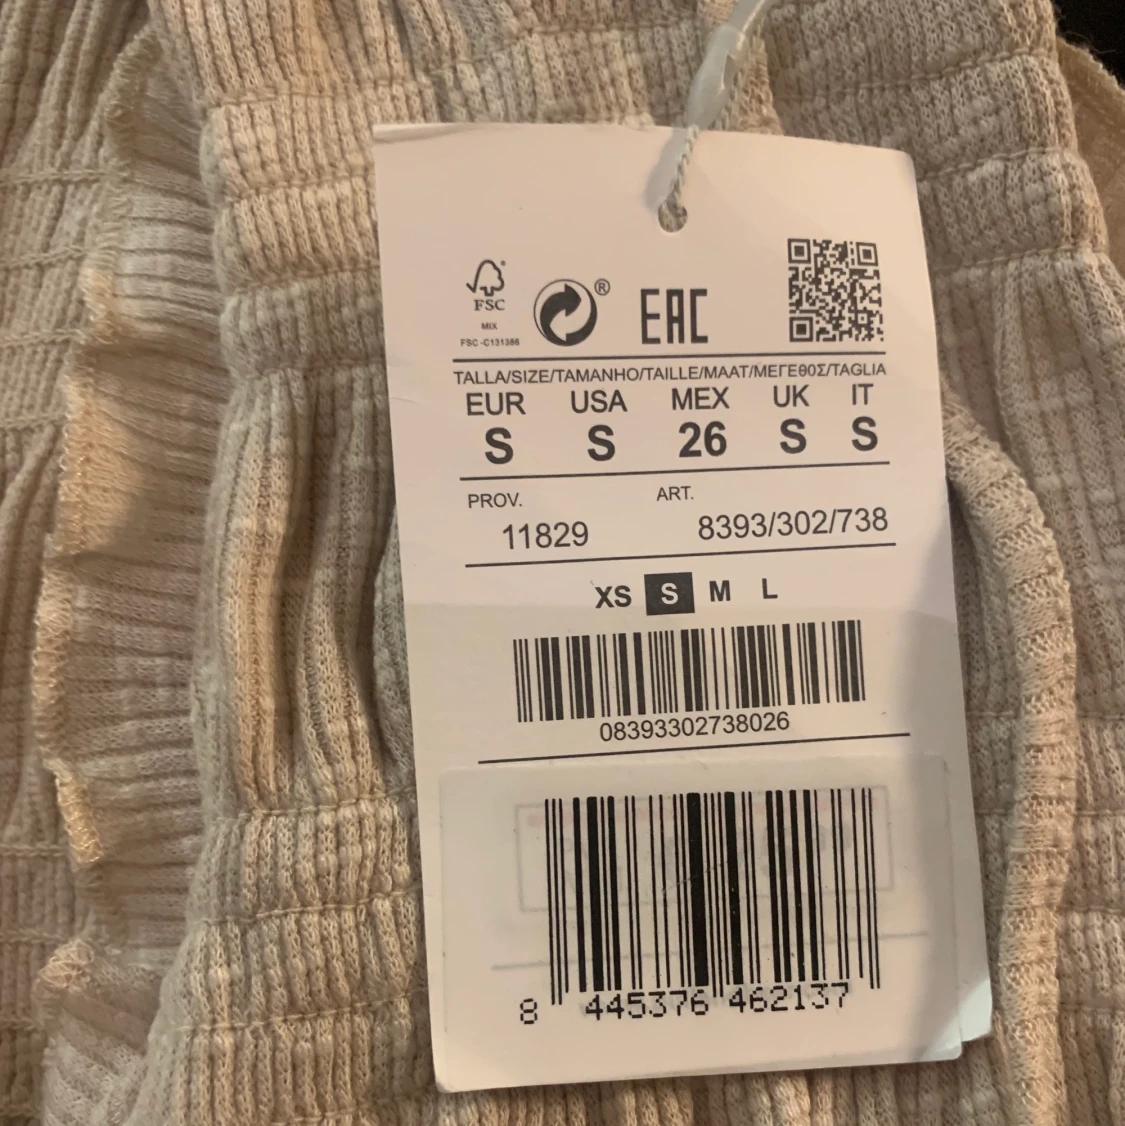 FSC
MIX
FSC -C131386
®
EAC
TALLA/SIZE/TAMANHO/TAILLE/MAAT/ΜΕΓΕΘΟΣ/TAGLIA
EUR USA MEX UK IT
S S 26 S S
PROV. ART.
11829 8393/302/738
XS S M L
08393302738026
8 445376 462137